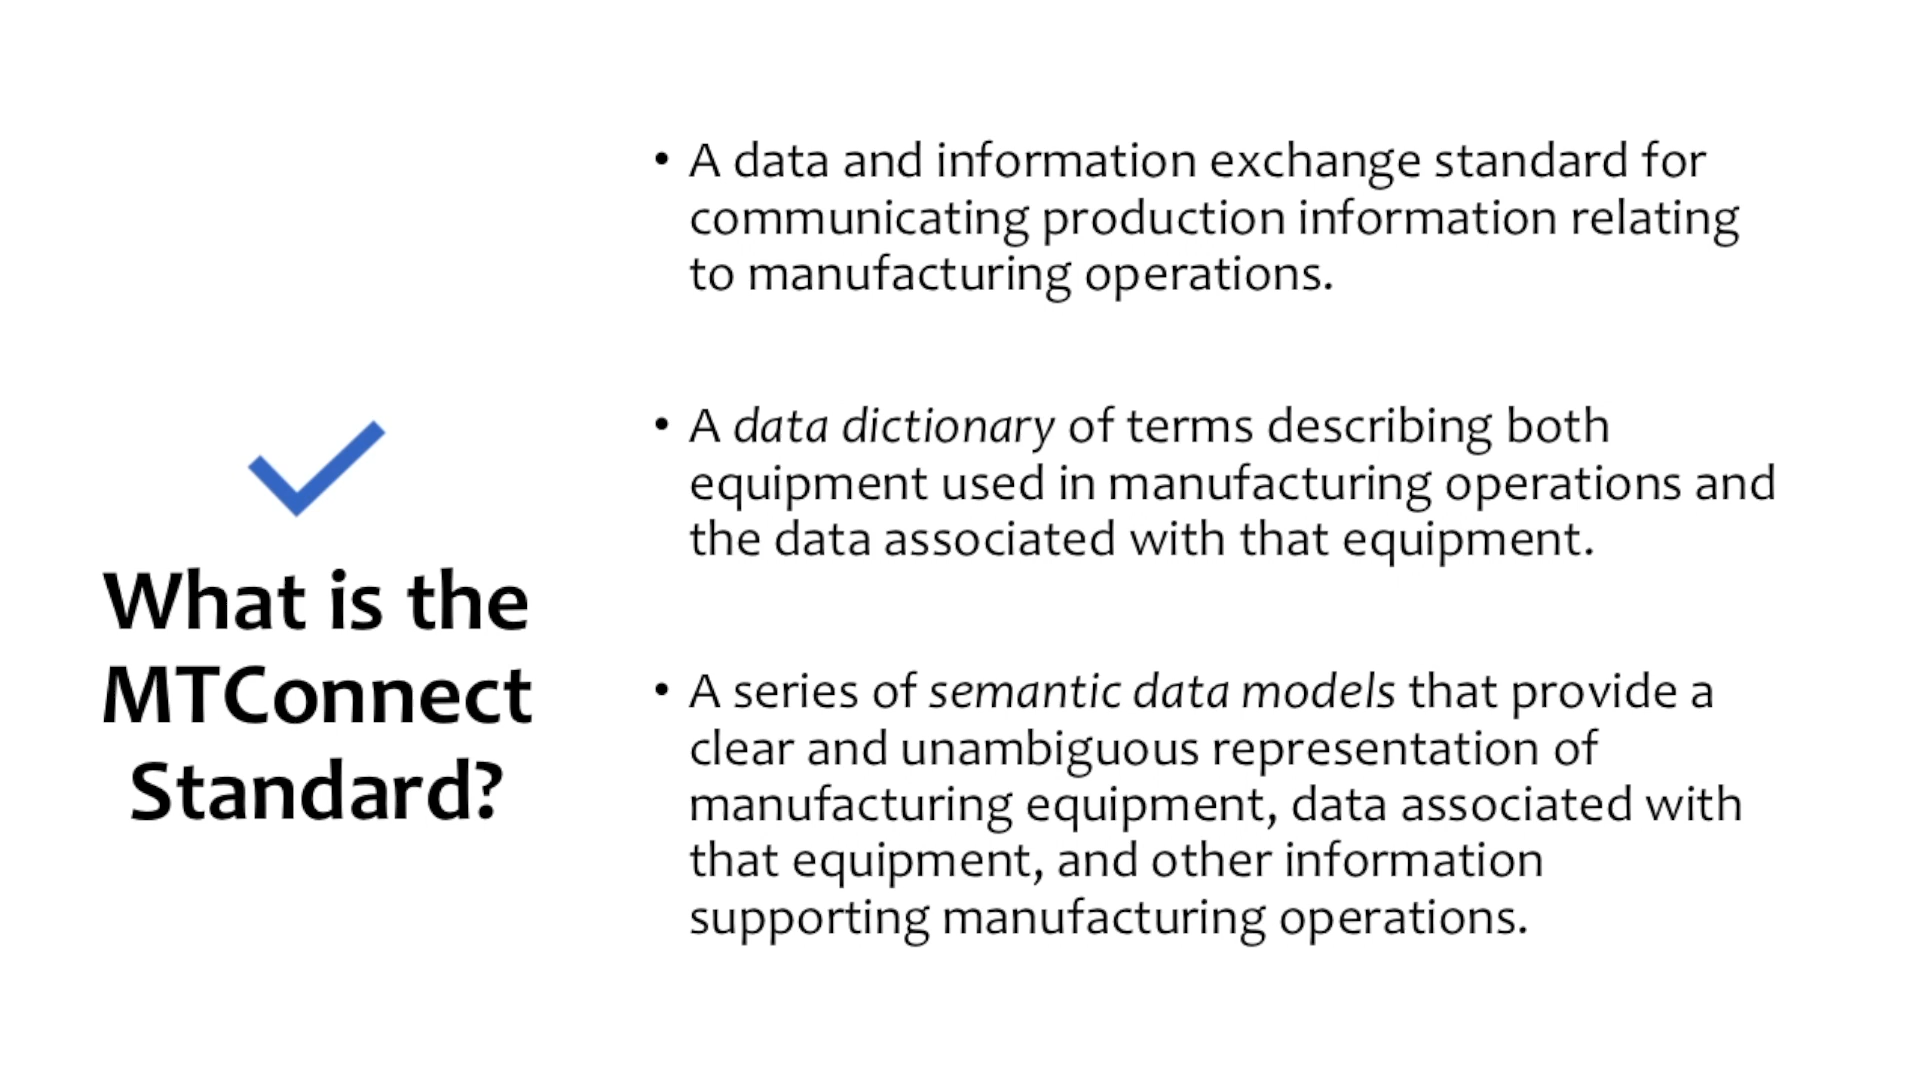 What is the
MTConnect
Standard?
• A data and information exchange standard for
communicating production information relating
to manufacturing operations.
• A data dictionary of terms describing both
equipment used in manufacturing operations and
the data associated with that equipment.
• A series of semantic data models that provide a
clear and unambiguous representation of
manufacturing equipment, data associated with
that equipment, and other information
supporting manufacturing operations.